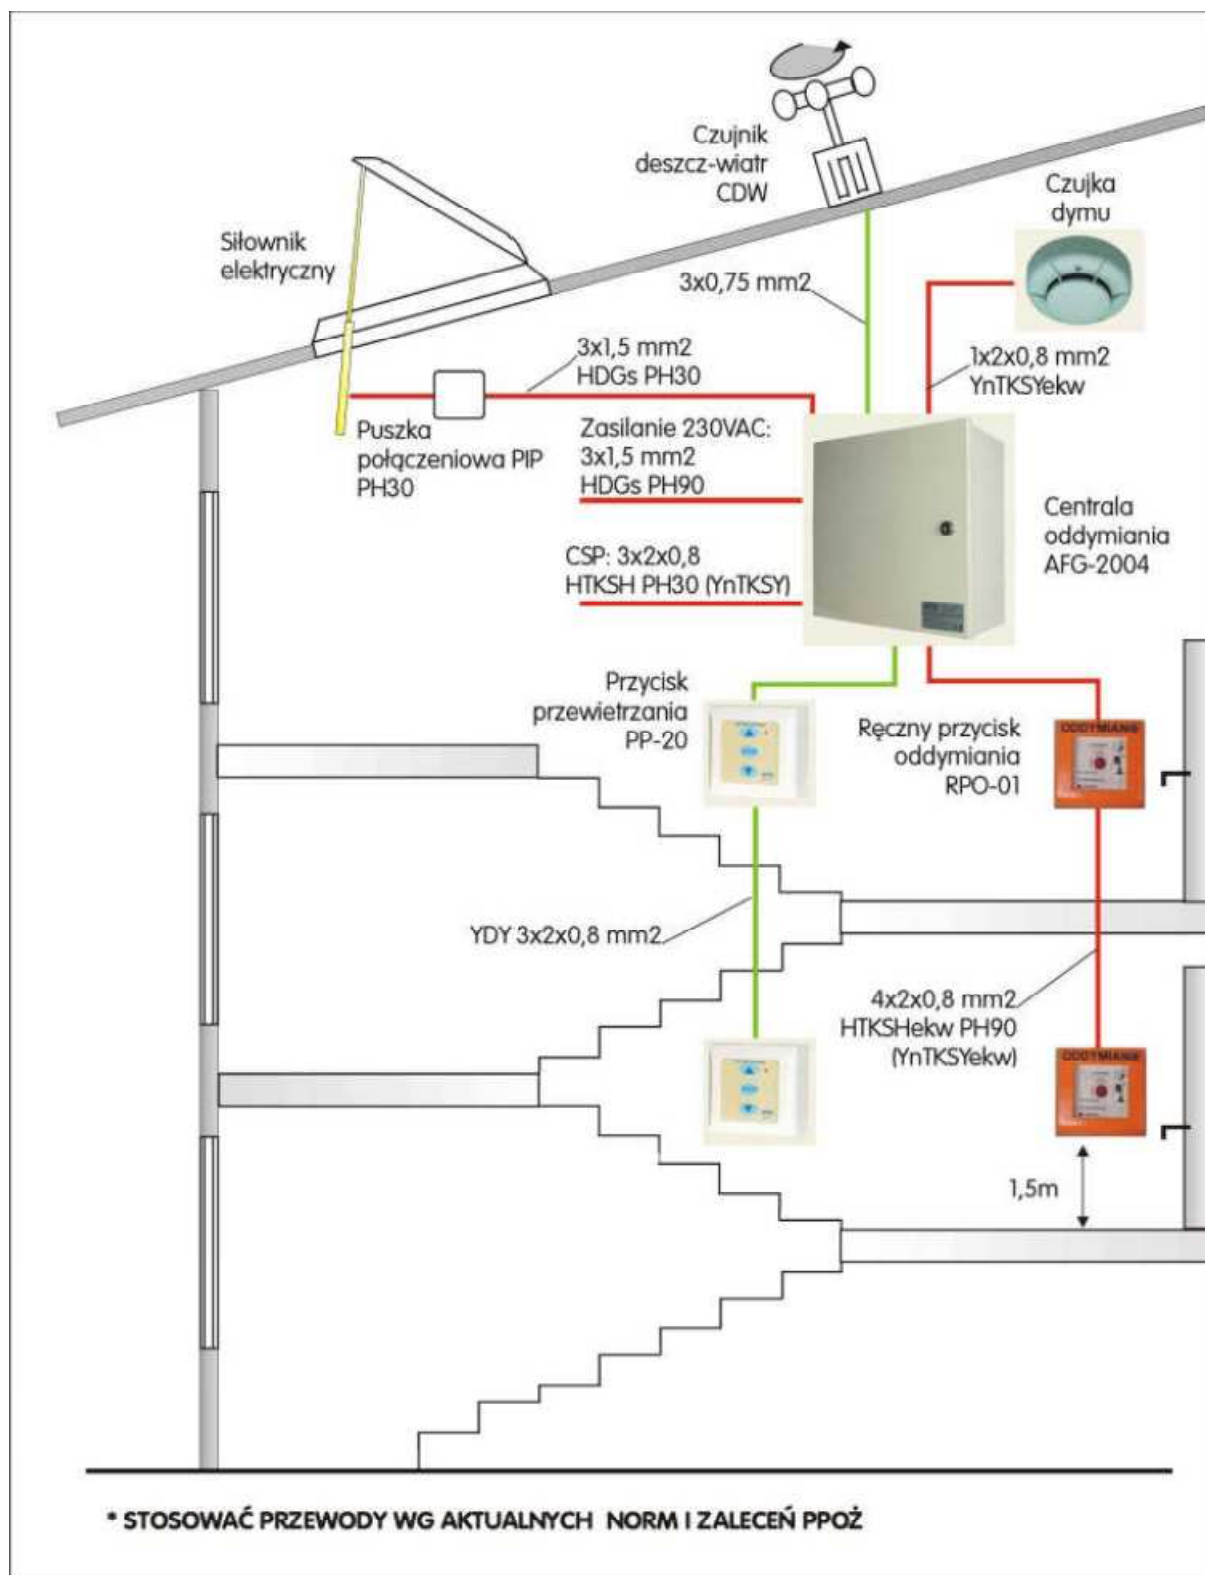 Czujnik
deszcz-wiatr
CDW
Czujka
dymu
Siłownik
elektryczny
3x0,75 mm2
3x1,5 mm2
HDGs PH30
1x2x0,8 mm2
YnTKSYekw
Puszka
połączeniowa PIP
PH30
Zasilanie 230VAC:
3x1,5 mm2
HDGs PH90
Centrala
oddymiania
AFG-2004
CSP: 3x2x0,8
HTKSH PH30 (YnTKSY)
Przycisk
przewietrzania
PP-20
Ręczny przycisk
oddymiania
RPO-01
ODDYMIANIE
YDY 3x2x0,8 mm2
4x2x0,8 mm2
HTKSHekw PH90
(YnTKSYekw)
ODDYMIANIE
1,5m
* STOSOWAĆ PRZEWODY WG AKTUALNYCH NORM I ZALECEŃ PPOŻ